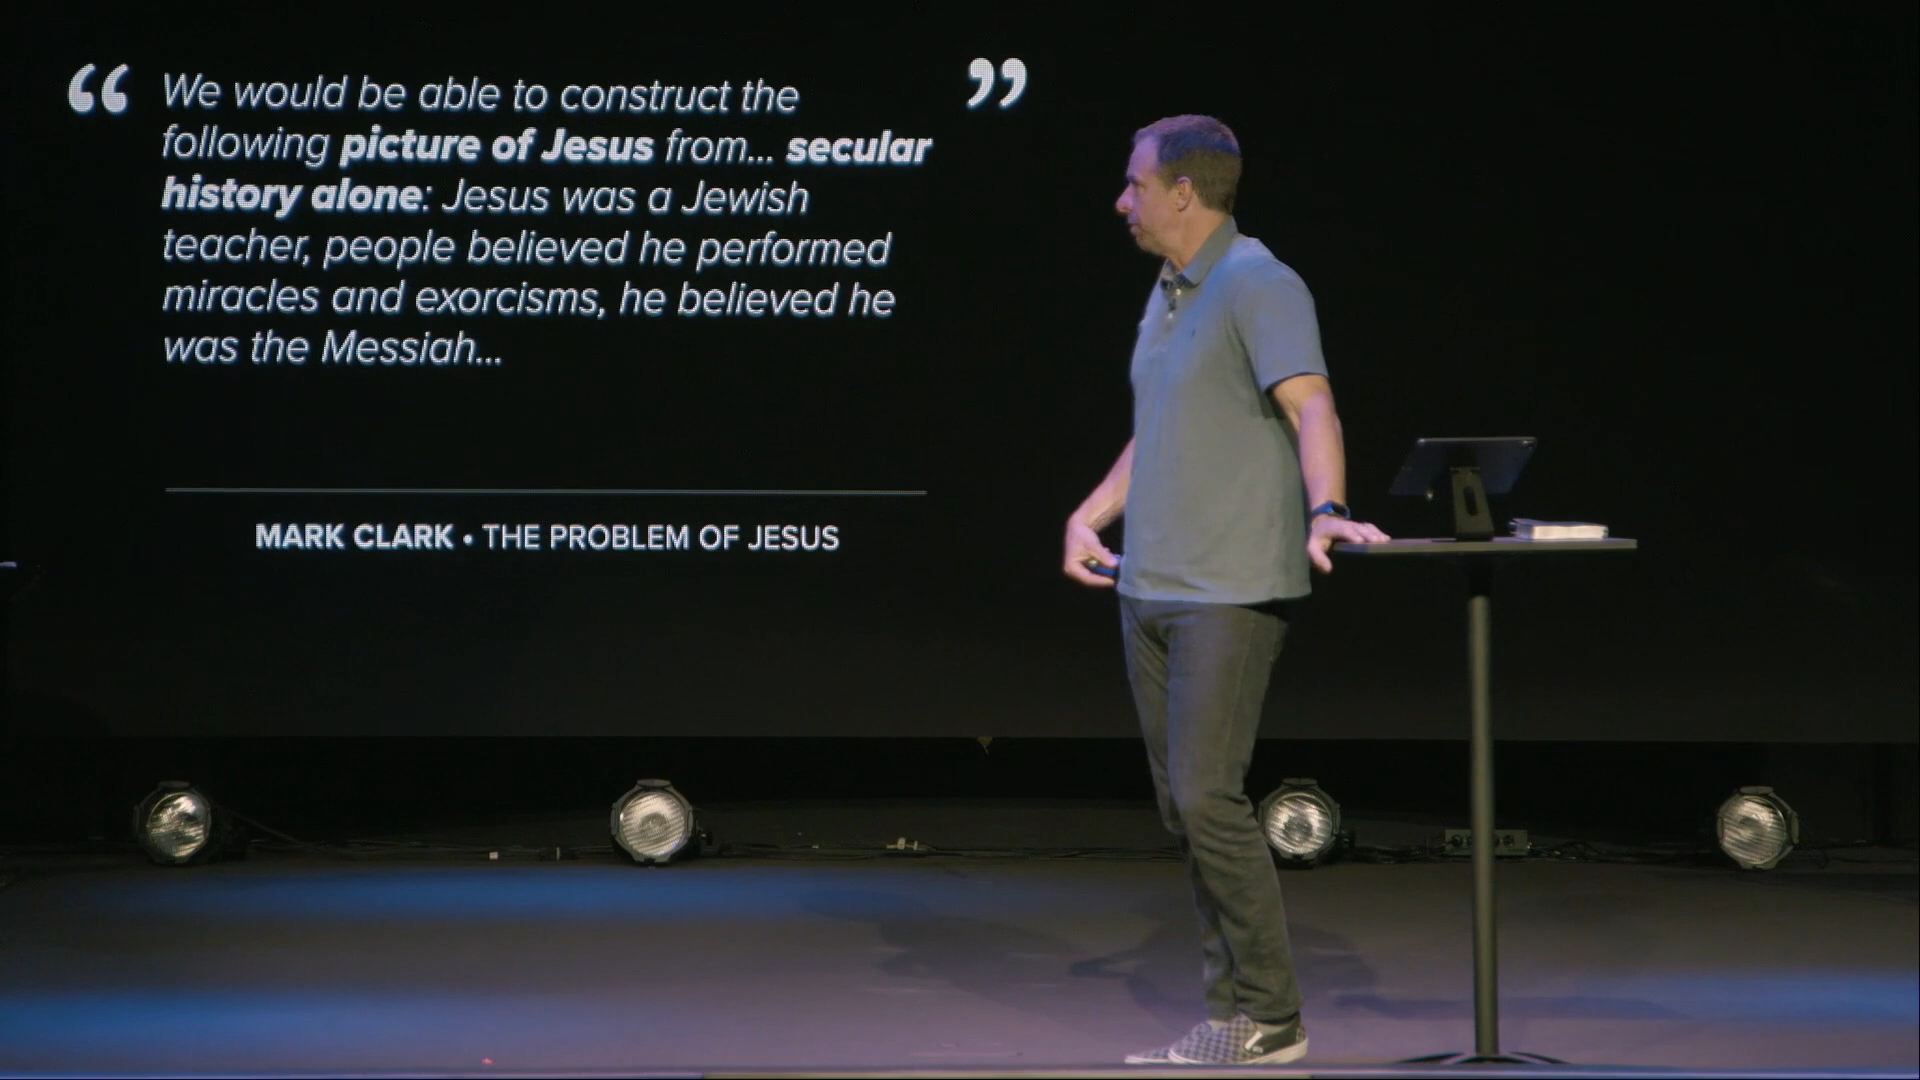 “ We would be able to construct the ”
following picture of Jesus from... secular
history alone: Jesus was a Jewish
teacher, people believed he performed
miracles and exorcisms, he believed he
was the Messiah...
MARK CLARK • THE PROBLEM OF JESUS